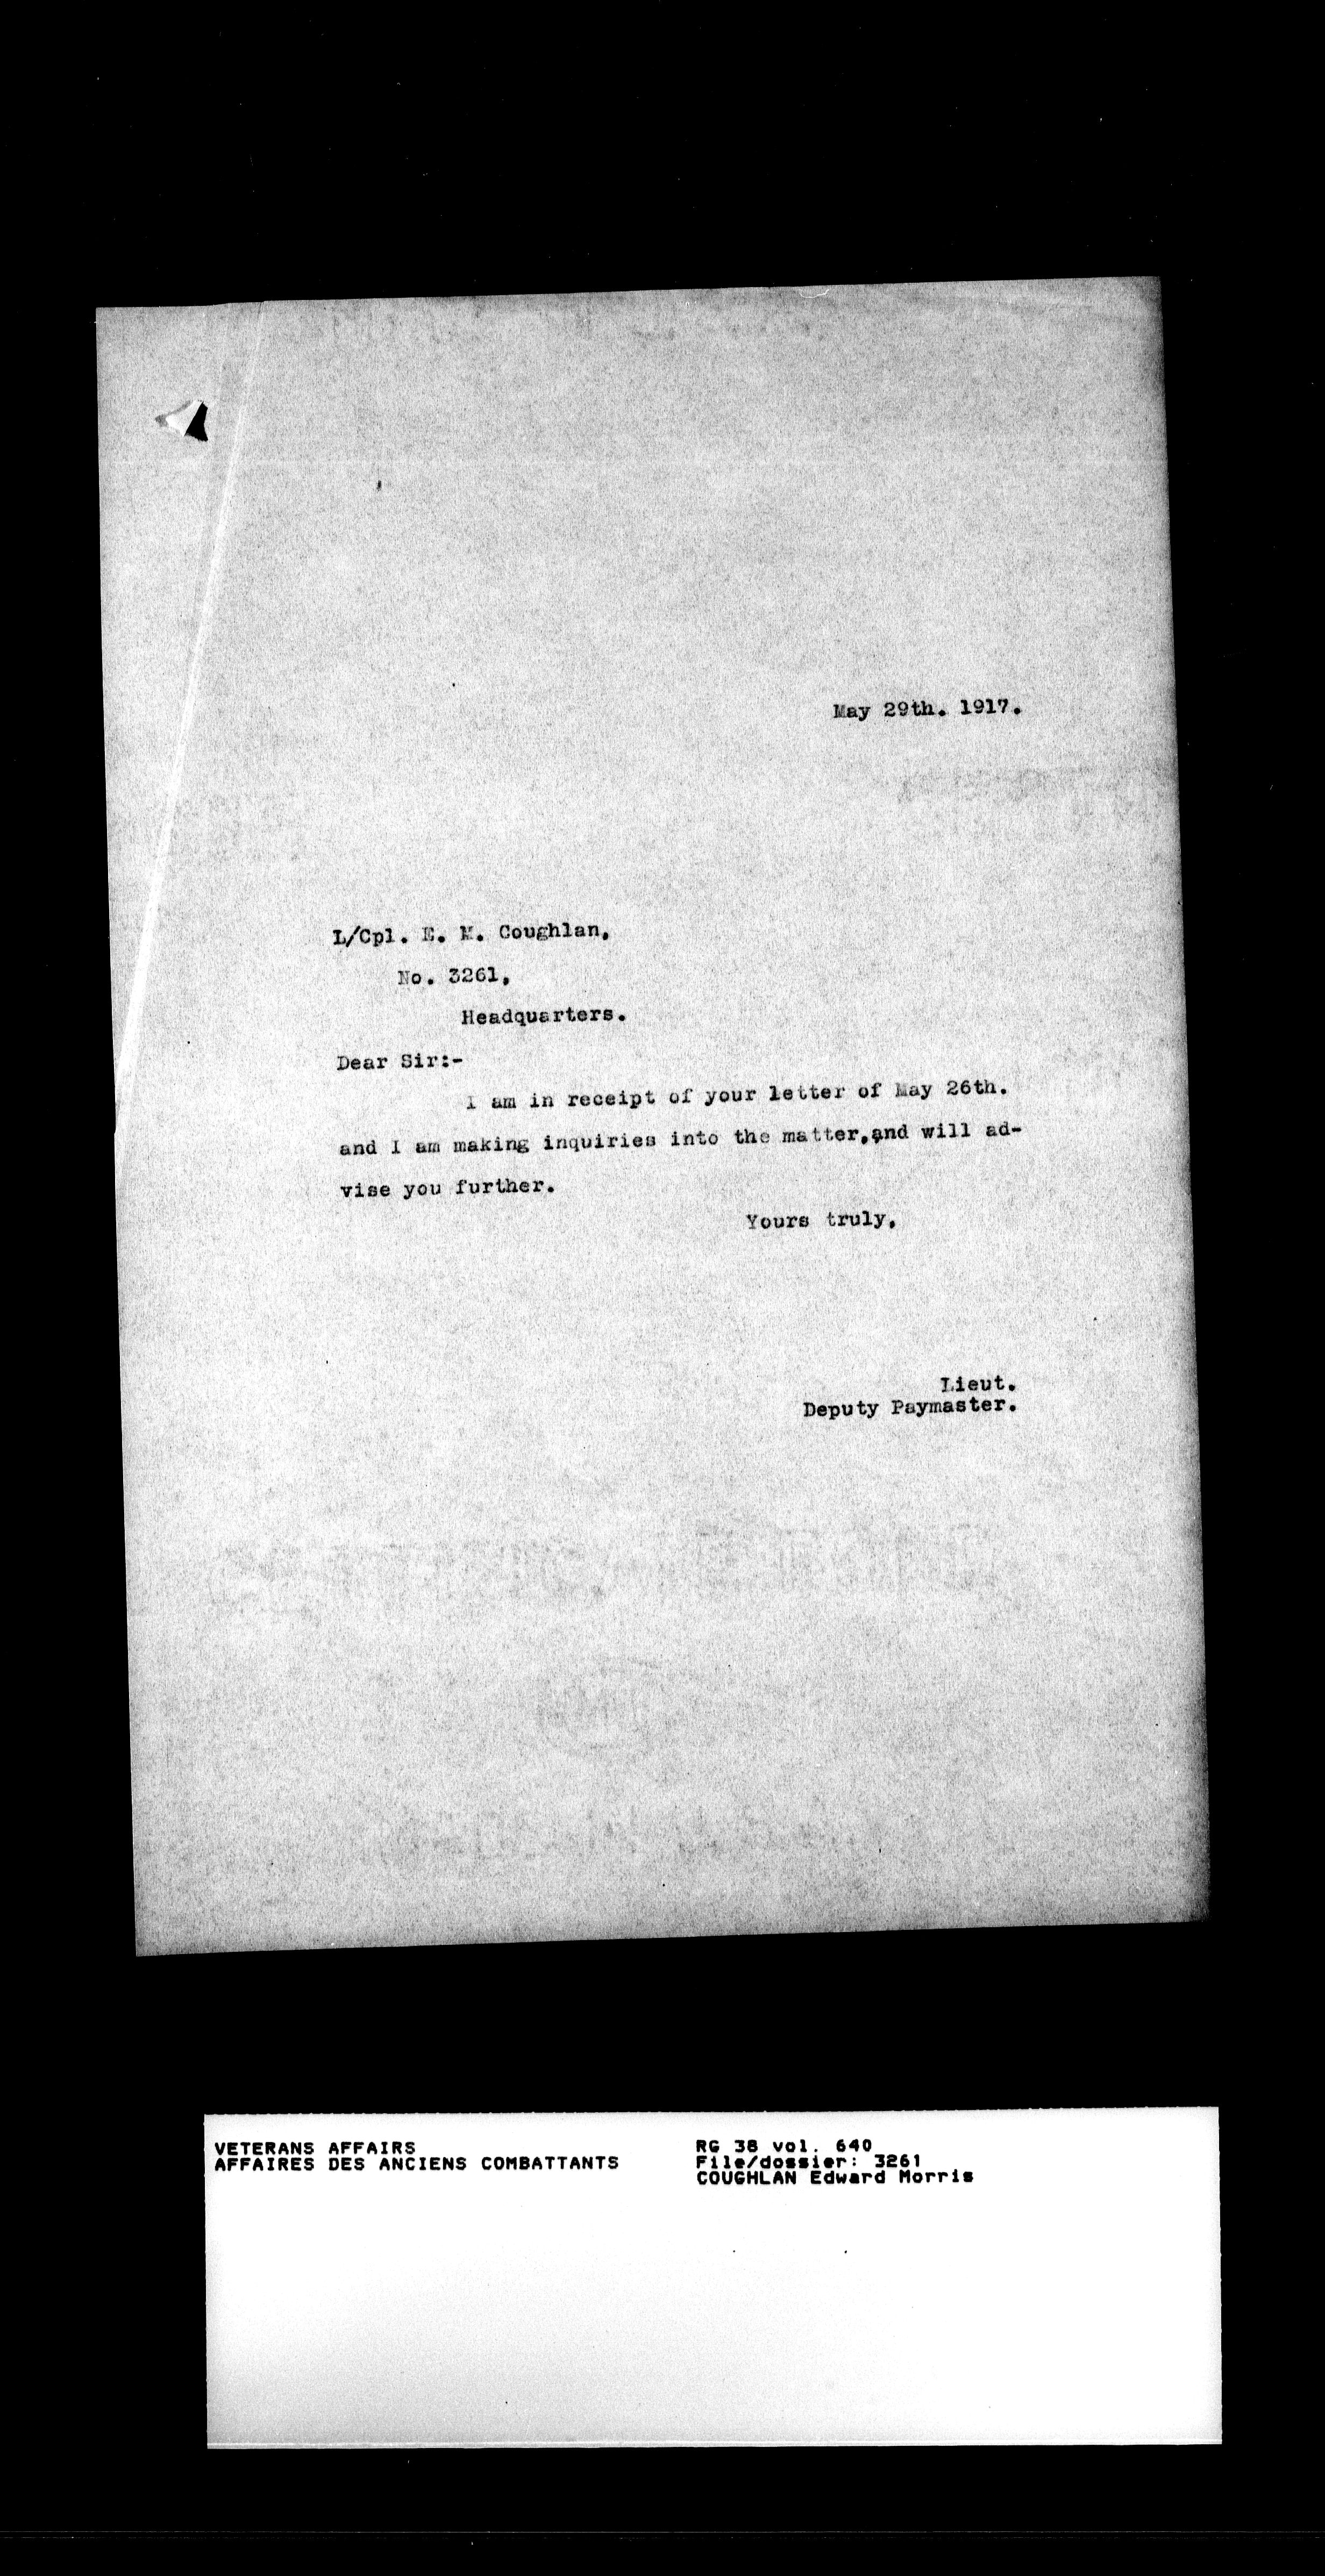 May 29th. 1917.
L/Cpl. E. M. Coughlan,
No. 3261,
Headquarters.
Dear Sir:-
I am in receipt of your letter of May 26th.
and I am making inquiries into the matter,and will ad-
vise you further.
Yours truly,
Lieut.
Deputy Paymaster.
VETERANS AFFAIRS
AFFAIRES DES ANCIENS COMBATTANTS
RG 38 vol. 640
File/dossier: 3261
COUGHLAN Edward Morris